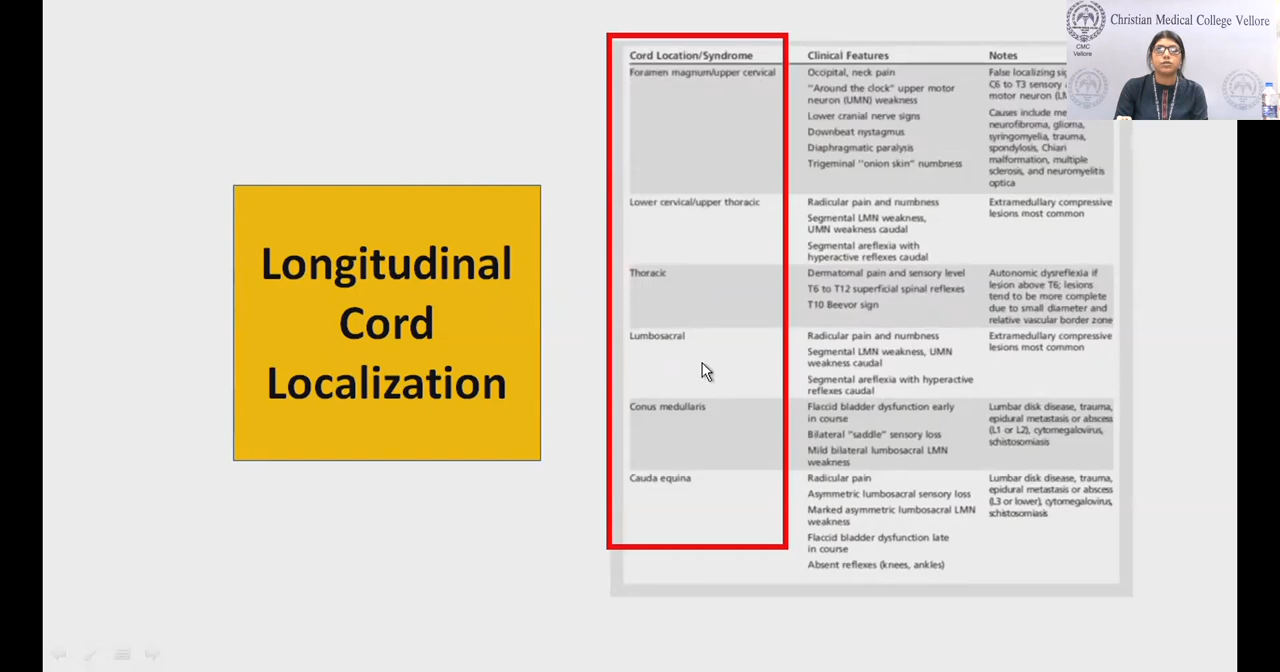 Christian Medical College Vellore
CMC
Vellore
Longitudinal
Cord
Localization
Cord Location/Syndrome
Clinical Features
Notes
Foramen magnum/upper cervical
Occipital, neck pain
"Around the clock" upper motor
neuron (UMN) weakness
Lower cranial nerve signs
Downbeat nystagmus
Diaphragmatic paralysis
Trigeminal "onion skin" numbness
False localizing
C6 to T3 sensory
motor neuron
Causes include
neurofibroma, glioma,
syringomyelia, trauma,
spondylosis, Chiari
malformation, multiple
sclerosis, and neuromyelitis
optica
Lower cervical/upper thoracic
Radicular pain and numbness
Segmental LMN weakness,
UMN weakness caudal
Segmental areflexia with
hyperactive reflexes caudal
Extramedullary compressive
lesions most common
Thoracic
Dermatomal pain and sensory level
T6 to T12 superficial spinal reflexes
T10 Beevor sign
Autonomic dysreflexia if
lesion above T6; lesions
tend to be more complete
due to small diameter and
relative vascular border zone
Lumbosacral
Radicular pain and numbness
Segmental LMN weakness, UMN
weakness caudal
Segmental areflexia with hyperactive
reflexes caudal
Extramedullary compressive
lesions most common
Conus medullaris
Flaccid bladder dysfunction early
in course
Bilateral "saddle" sensory loss
Mild bilateral lumbosacral LMN
weakness
Lumbar disk disease, trauma,
epidural metastasis or abscess
(L1 or L2), cytomegalovirus,
schistosomiasis
Cauda equina
Radicular pain
Asymmetric lumbosacral sensory loss
Marked asymmetric lumbosacral LMN
weakness
Flaccid bladder dysfunction late
in course
Absent reflexes (knees, ankles)
Lumbar disk disease, trauma,
epidural metastasis or abscess
(L3 or lower), cytomegalovirus,
schistosomiasis